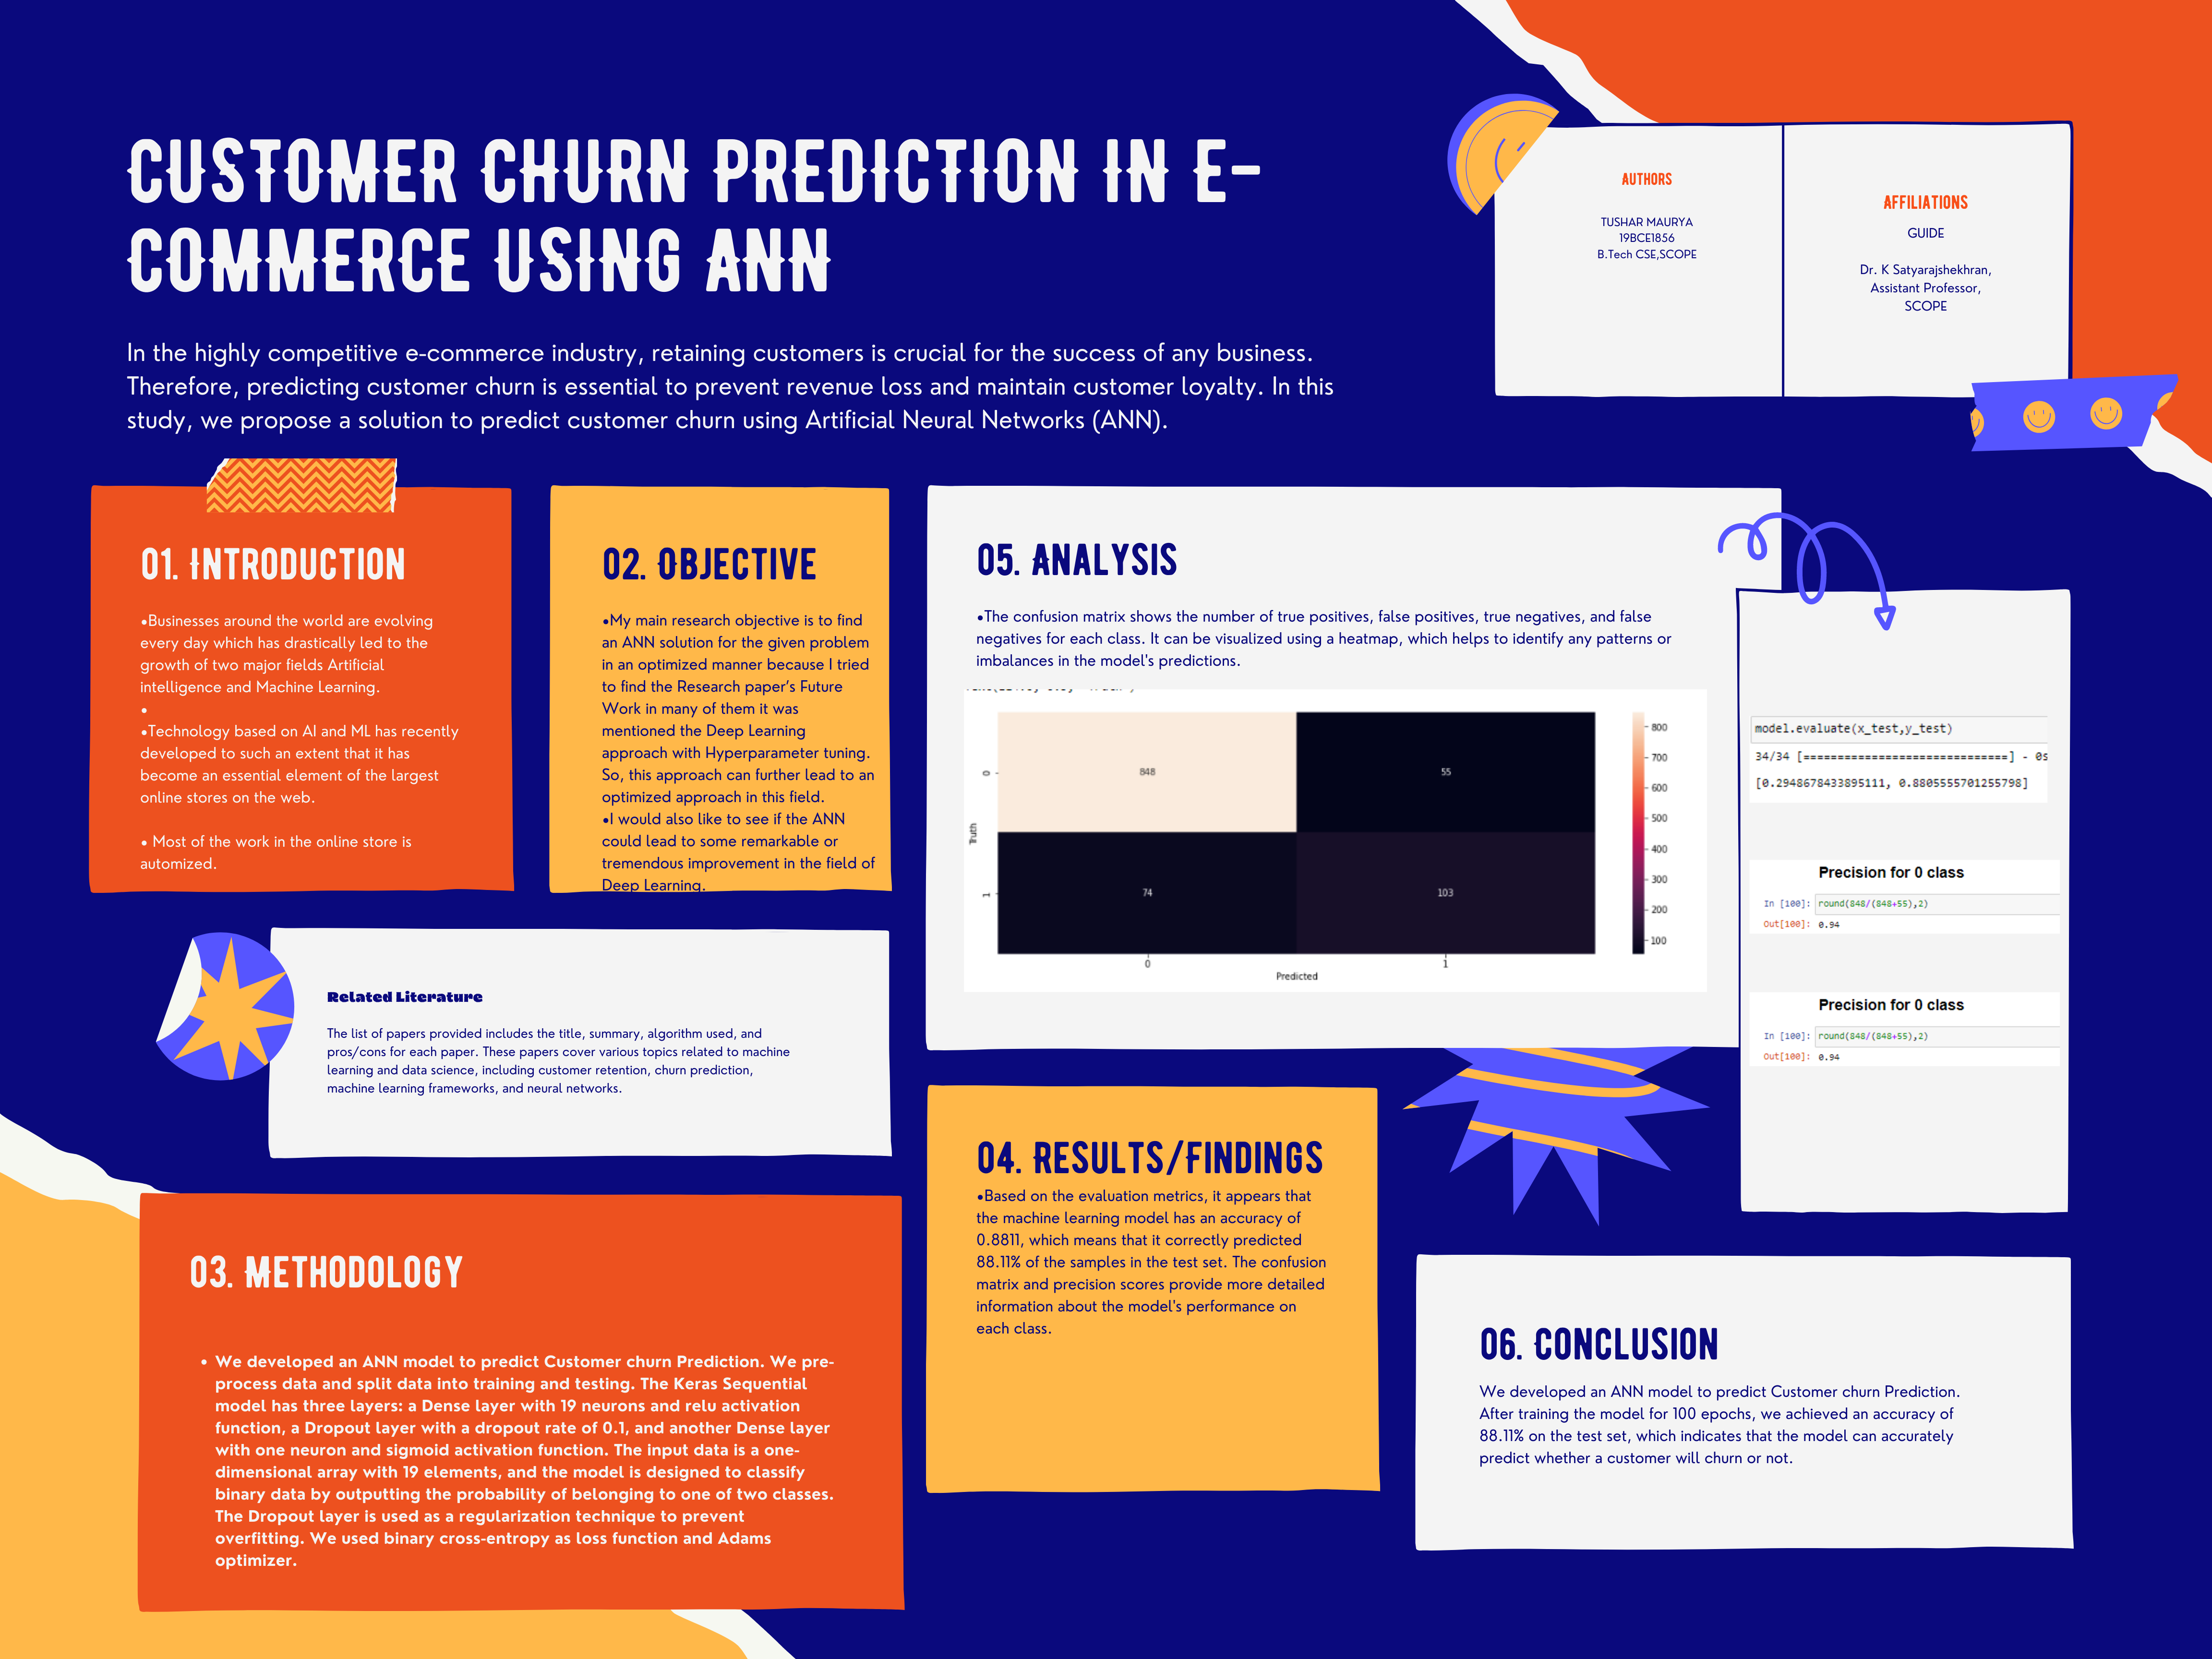 CUSTOMER CHURN PREDICTION IN E-
COMMERCE USING ANN
In the highly competitive e-commerce industry, retaining customers is crucial for the success of any business.
Therefore, predicting customer churn is essential to prevent revenue loss and maintain customer loyalty. In this
study, we propose a solution to predict customer churn using Artificial Neural Networks (ANN).
AUTHORS
TUSHAR MAURYA
19BCE1856
B.Tech CSE,SCOPE
AFFILIATIONS
GUIDE
Dr. K Satyarajshekhran,
Assistant Professor,
SCOPE
01. INTRODUCTION
•Businesses around the world are evolving
every day which has drastically led to the
growth of two major fields Artificial
intelligence and Machine Learning.
•
•Technology based on AI and ML has recently
developed to such an extent that it has
become an essential element of the largest
online stores on the web.
• Most of the work in the online store is
automized.
02. OBJECTIVE
•My main research objective is to find
an ANN solution for the given problem
in an optimized manner because I tried
to find the Research paper's Future
Work in many of them it was
mentioned the Deep Learning
approach with Hyperparameter tuning.
So, this approach can further lead to an
optimized approach in this field.
•I would also like to see if the ANN
could lead to some remarkable or
tremendous improvement in the field of
Deep Learning.
Related Literature
The list of papers provided includes the title, summary, algorithm used, and
pros/cons for each paper. These papers cover various topics related to machine
learning and data science, including customer retention, churn prediction,
machine learning frameworks, and neural networks.
03. METHODOLOGY
• We developed an ANN model to predict Customer churn Prediction. We pre-
process data and split data into training and testing. The Keras Sequential
model has three layers: a Dense layer with 19 neurons and relu activation
function, a Dropout layer with a dropout rate of 0.1, and another Dense layer
with one neuron and sigmoid activation function. The input data is a one-
dimensional array with 19 elements, and the model is designed to classify
binary data by outputting the probability of belonging to one of two classes.
The Dropout layer is used as a regularization technique to prevent
overfitting. We used binary cross-entropy as loss function and Adams
optimizer.
05. ANALYSIS
•The confusion matrix shows the number of true positives, false positives, true negatives, and false
negatives for each class. It can be visualized using a heatmap, which helps to identify any patterns or
imbalances in the model's predictions.
Truth
0
848
55
1
74
103
0
1
Predicted
800
700
600
500
400
300
200
100
model.evaluate(x_test,y_test)
34/34 [==============================] - 0s
[0.2948678433895111, 0.8805555701255798]
Precision for 0 class
In [100]: round(848/(848+55),2)
Out[100]: 0.94
Precision for 0 class
In [100]: round(848/(848+55),2)
Out[100]: 0.94
04. RESULTS/FINDINGS
•Based on the evaluation metrics, it appears that
the machine learning model has an accuracy of
0.8811, which means that it correctly predicted
88.11% of the samples in the test set. The confusion
matrix and precision scores provide more detailed
information about the model's performance on
each class.
06. CONCLUSION
We developed an ANN model to predict Customer churn Prediction.
After training the model for 100 epochs, we achieved an accuracy of
88.11% on the test set, which indicates that the model can accurately
predict whether a customer will churn or not.